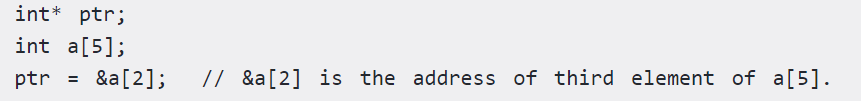 int* ptr;
int a[5];
ptr = &a[2];  // &a[2] is the address of third element of a[5].